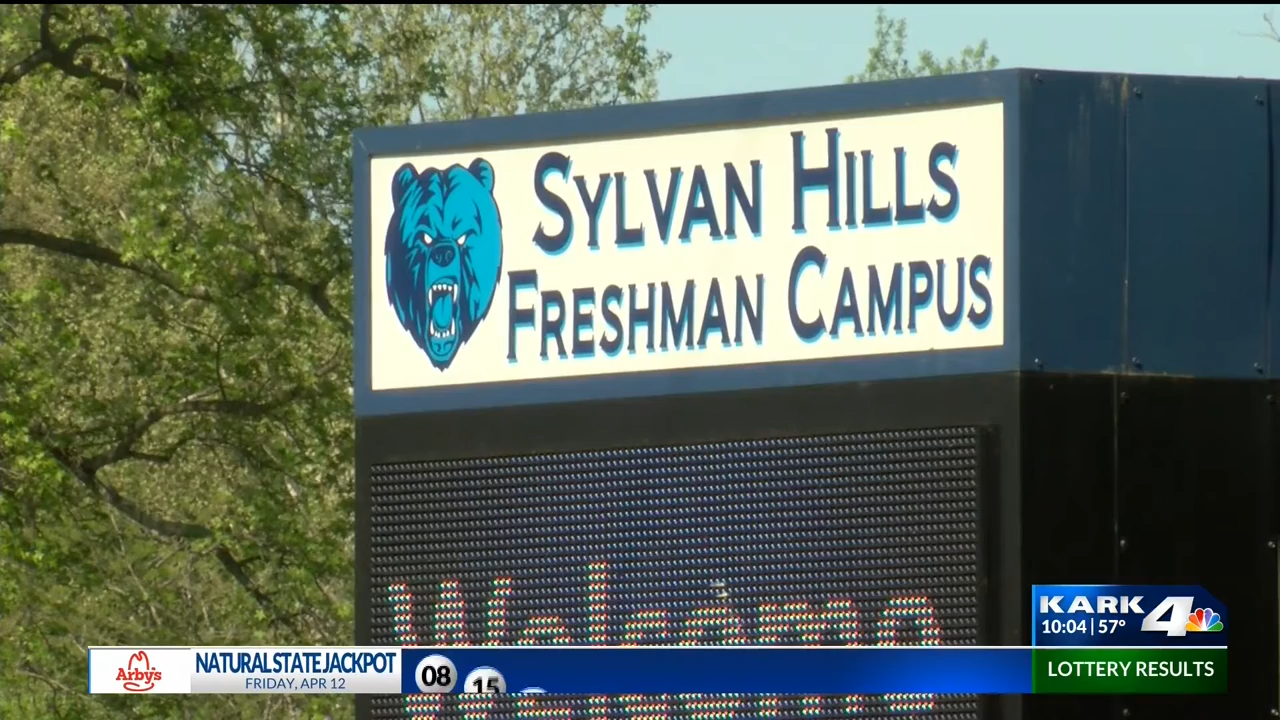 SYLVAN HILLS
FRESHMAN CAMPUS
Welcome
KARK 4
10:04 | 57°
LOTTERY RESULTS
Arby's
NATURAL STATE JACKPOT
FRIDAY, APR 12
08
15